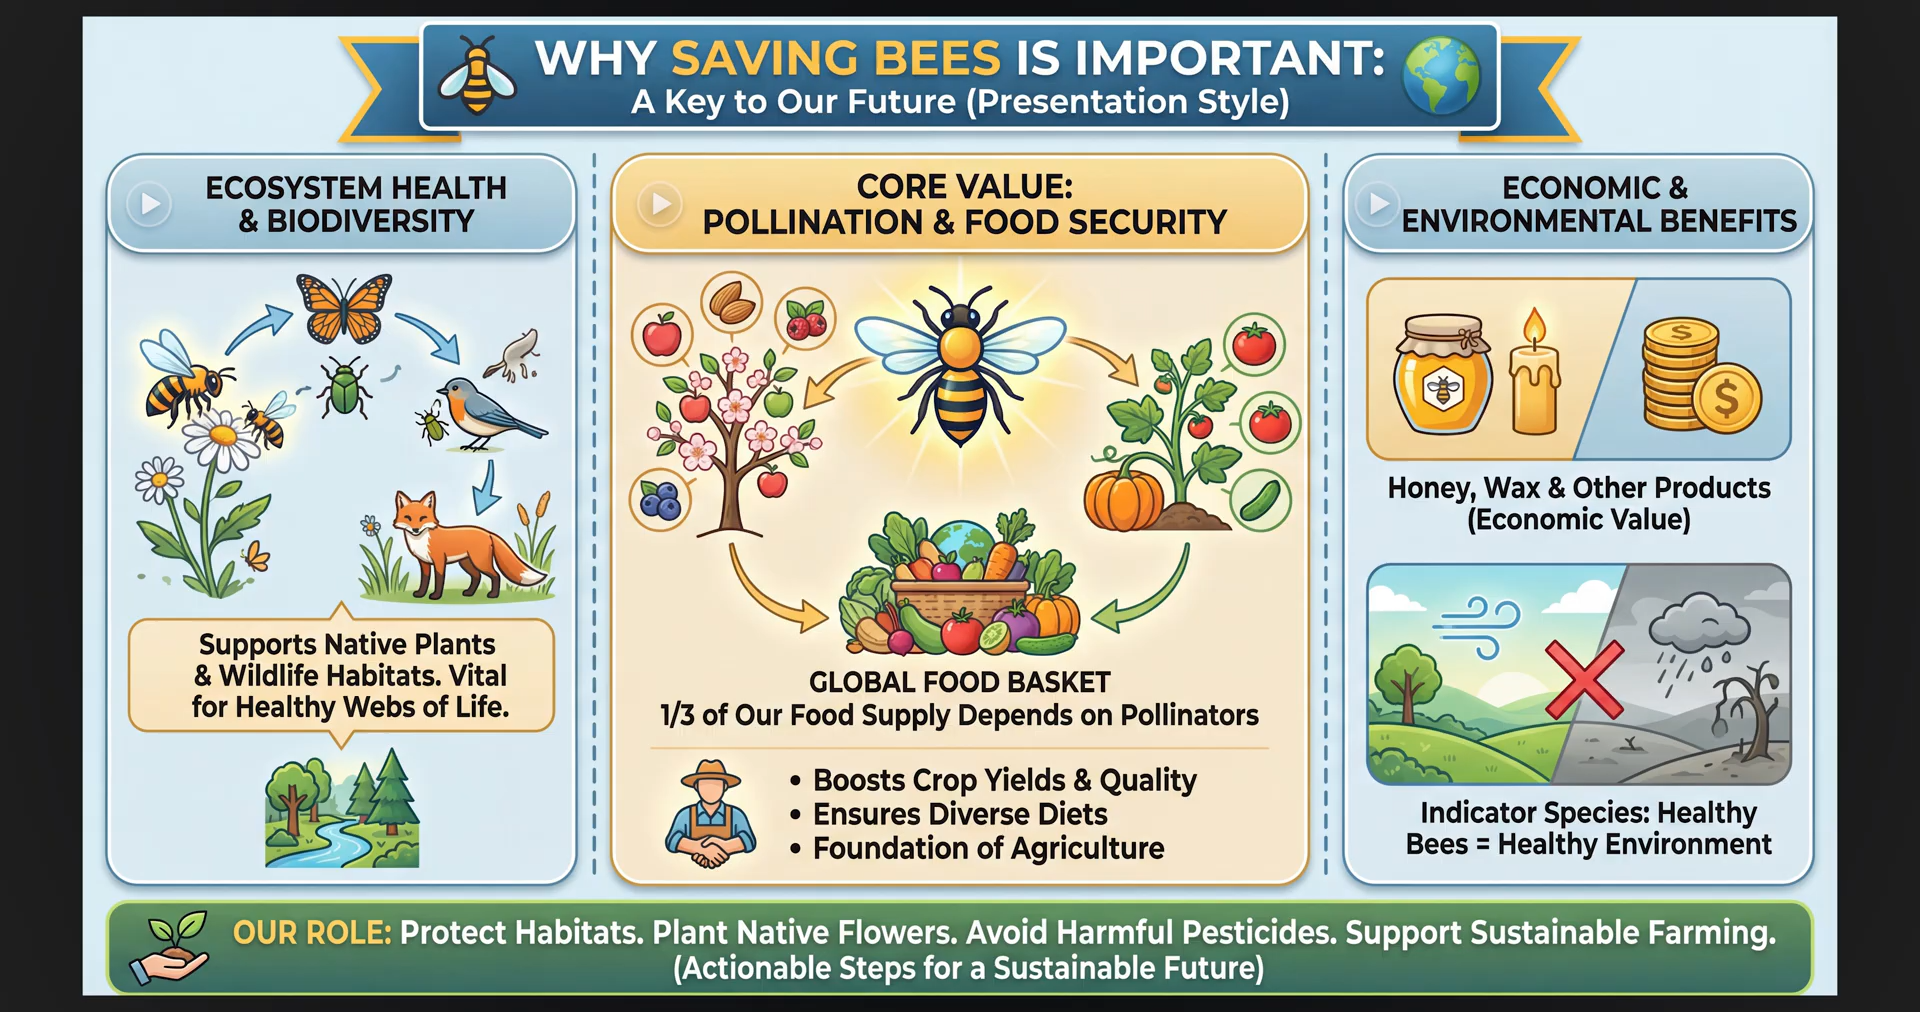 WHY SAVING BEES IS IMPORTANT:
A Key to Our Future (Presentation Style)
ECOSYSTEM HEALTH
& BIODIVERSITY
Supports Native Plants
& Wildlife Habitats. Vital
for Healthy Webs of Life.
CORE VALUE:
POLLINATION & FOOD SECURITY
GLOBAL FOOD BASKET
1/3 of Our Food Supply Depends on Pollinators
• Boosts Crop Yields & Quality
• Ensures Diverse Diets
• Foundation of Agriculture
ECONOMIC &
ENVIRONMENTAL BENEFITS
$
$
Honey, Wax & Other Products
(Economic Value)
Indicator Species: Healthy
Bees = Healthy Environment
OUR ROLE: Protect Habitats. Plant Native Flowers. Avoid Harmful Pesticides. Support Sustainable Farming.
(Actionable Steps for a Sustainable Future)